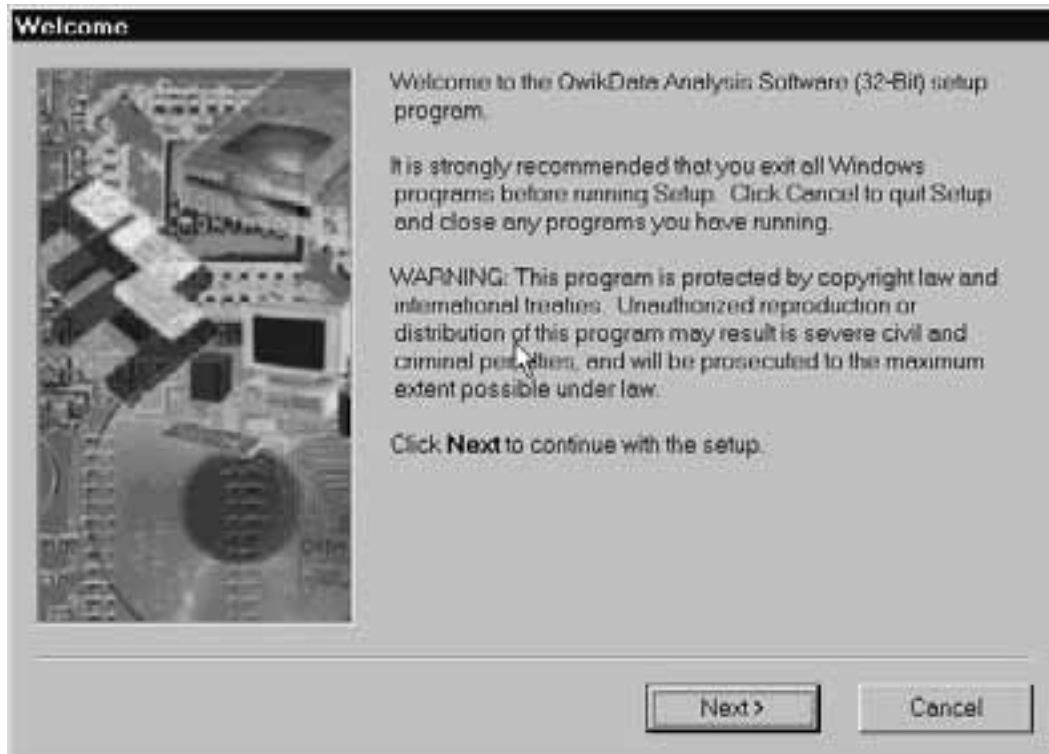 Welcome
Welcome to the QwikData Analysis Software (32-Bit) setup
program.
It is strongly recommended that you exit all Windows
programs before running Setup. Click Cancel to quit Setup
and close any programs you have running.
WARNING: This program is protected by copyright law and
international treaties. Unauthorized reproduction or
distribution of this program may result is severe civil and
criminal penalties, and will be prosecuted to the maximum
extent possible under law.
Click Next to continue with the setup.
Next >
Cancel